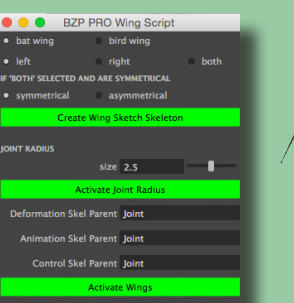 BZP PRO Wing Script
bat wing bird wing
left right both
IF 'BOTH' SELECTED AND ARE SYMMETRICAL
symmetrical asymmetrical
Create Wing Sketch Skeleton
JOINT RADIUS
size 2.5
Activate Joint Radius
Deformation Skel Parent Joint
Animation Skel Parent Joint
Control Skel Parent Joint
Activate Wings